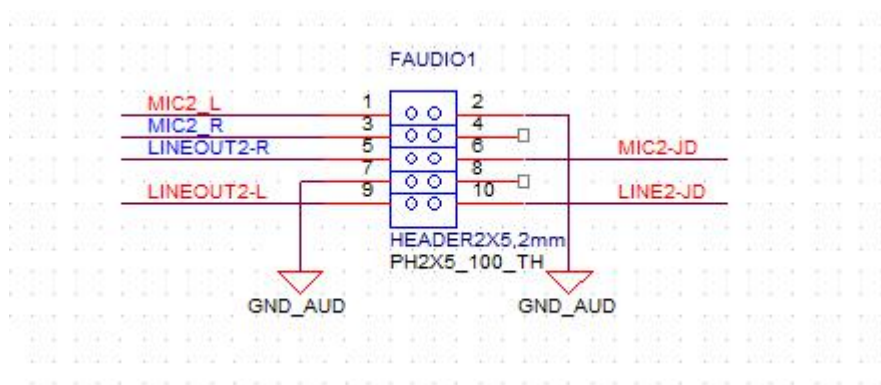 FAUDIO1
MIC2_L 1 2
MIC2_R 3 4
LINEOUT2-R 5 6 MIC2-JD
7 8
LINEOUT2-L 9 10 LINE2-JD
HEADER2X5,2mm
PH2X5_100_TH
GND_AUD GND_AUD